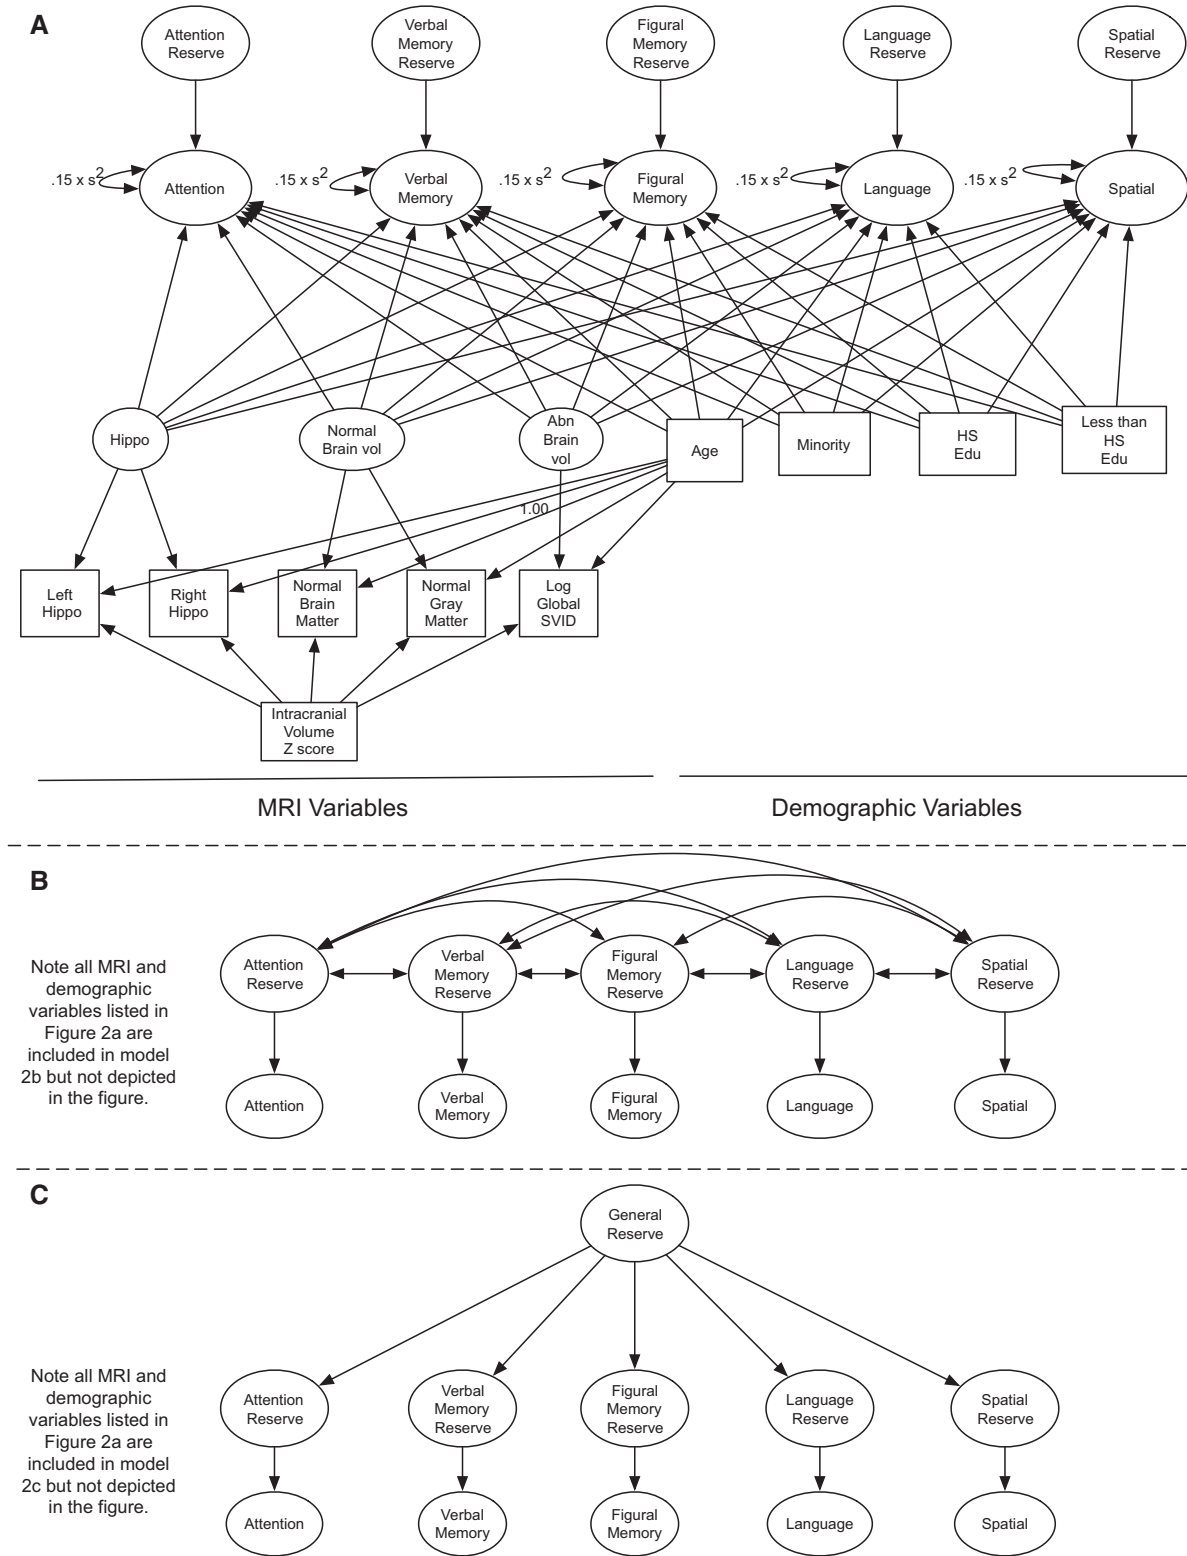 A
Attention
Reserve
Verbal
Memory
Reserve
Figural
Memory
Reserve
Language
Reserve
Spatial
Reserve
.15 x s2
Attention
.15 x s2
Verbal
Memory
.15 x s2
Figural
Memory
.15 x s2
Language
.15 x s2
Spatial
Hippo
Normal
Brain vol
Abn
Brain
vol
Age
Minority
HS
Edu
Less than
HS
Edu
1.00
Left
Hippo
Right
Hippo
Normal
Brain
Matter
Normal
Gray
Matter
Log
Global
SVID
Intracranial
Volume
Z score
MRI Variables
Demographic Variables
B
Note all MRI and
demographic
variables listed in
Figure 2a are
included in model
2b but not depicted
in the figure.
Attention
Reserve
Verbal
Memory
Reserve
Figural
Memory
Reserve
Language
Reserve
Spatial
Reserve
Attention
Verbal
Memory
Figural
Memory
Language
Spatial
C
General
Reserve
Note all MRI and
demographic
variables listed in
Figure 2a are
included in model
2c but not depicted
in the figure.
Attention
Reserve
Verbal
Memory
Reserve
Figural
Memory
Reserve
Language
Reserve
Spatial
Reserve
Attention
Verbal
Memory
Figural
Memory
Language
Spatial